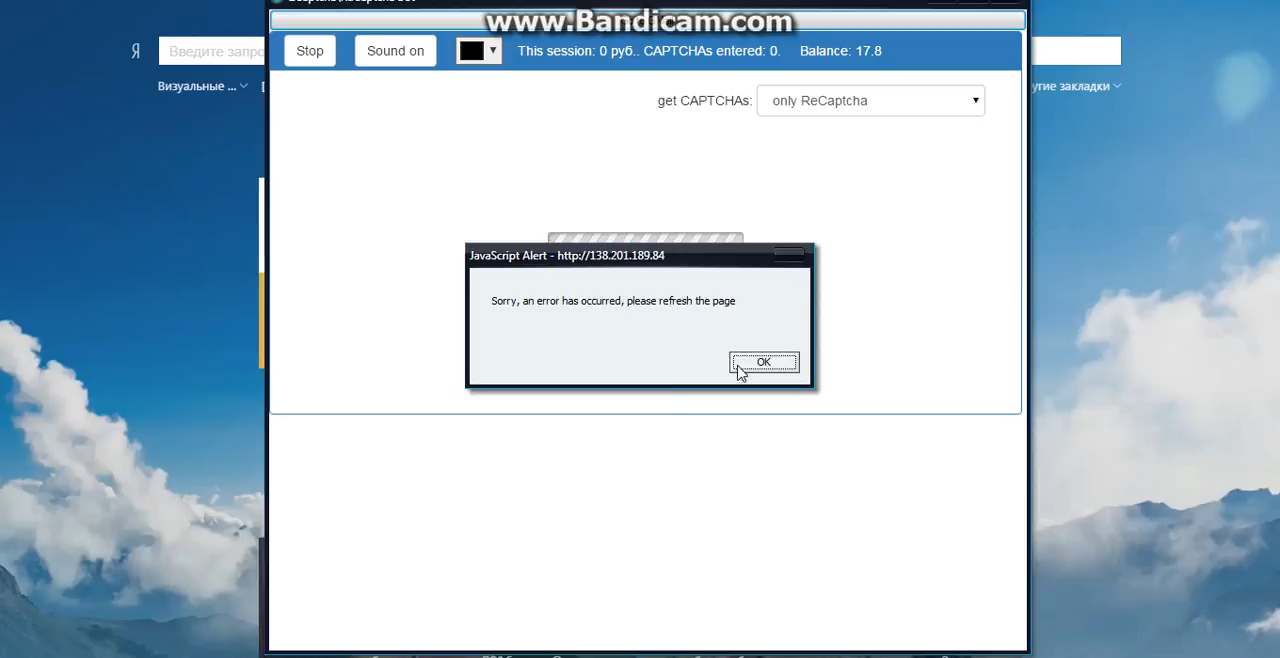 www.Bandicam.com
Я
Введите запро
Stop
Sound on
This session: 0 руб.. CAPTCHAs entered: 0.
Balance: 17.8
Визуальные ...
угие закладки
get CAPTCHAs:
only ReCaptcha
JavaScript Alert - http://138.201.189.84
Sorry, an error has occurred, please refresh the page
OK